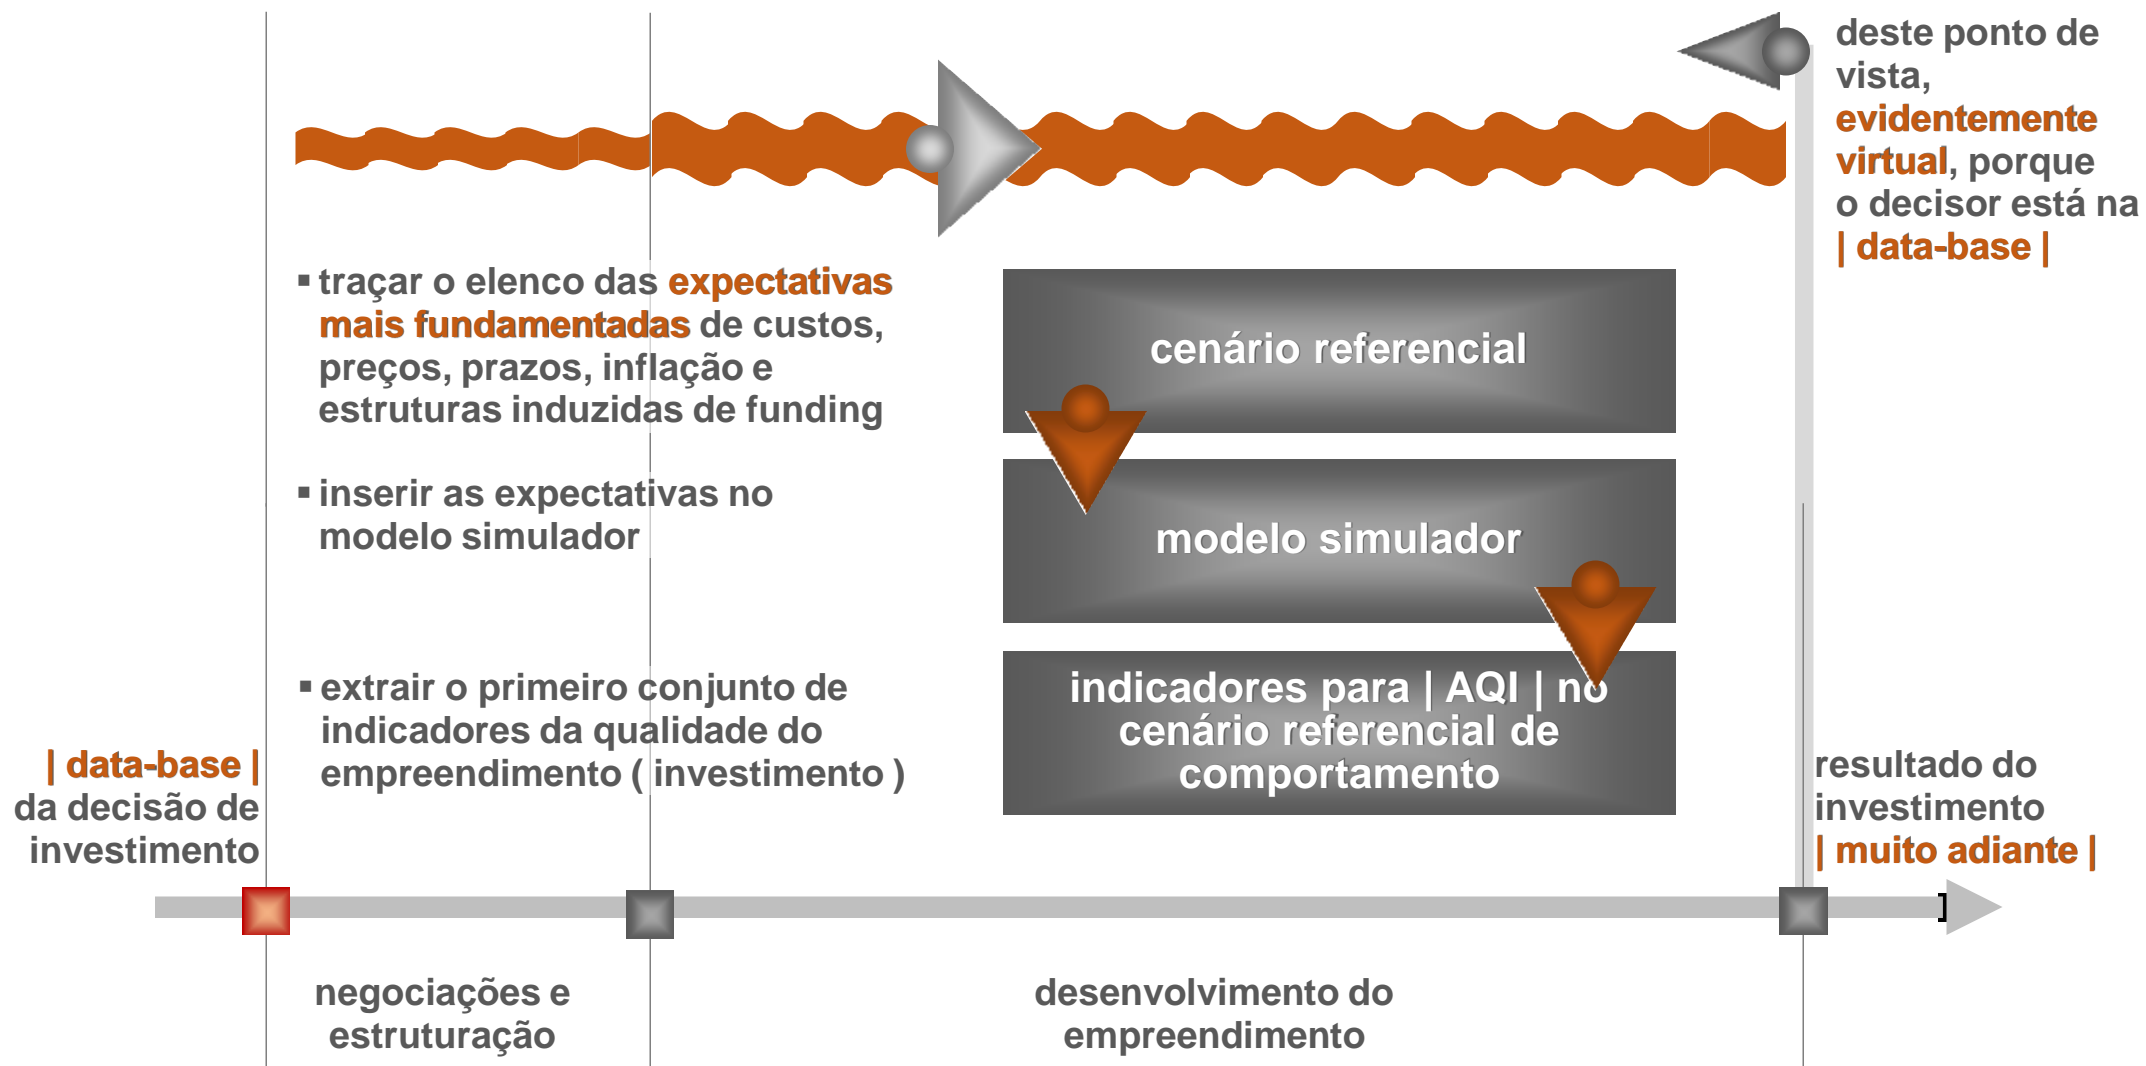 deste ponto de
vista,
evidentemente
virtual, porque
o decisor está na
| data-base |
▪ traçar o elenco das expectativas
mais fundamentadas de custos,
preços, prazos, inflação e
estruturas induzidas de funding
▪ inserir as expectativas no
modelo simulador
▪ extrair o primeiro conjunto de
indicadores da qualidade do
empreendimento ( investimento )
cenário referencial
modelo simulador
indicadores para | AQI | no
cenário referencial de
comportamento
| data-base |
da decisão de
investimento
resultado do
investimento
| muito adiante |
]
negociações e
estruturação
desenvolvimento do
empreendimento